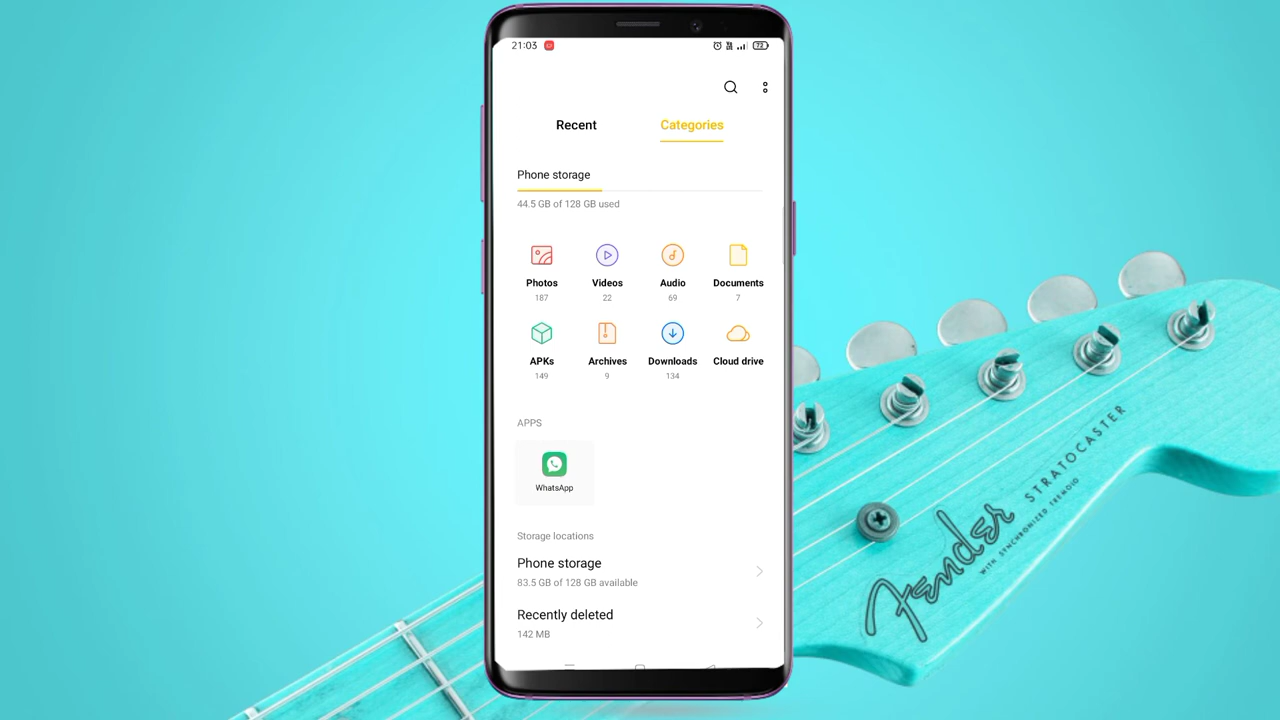 21:03
72
Recent
Categories
Phone storage
44.5 GB of 128 GB used
Photos Videos Audio Documents
187 22 69 7
APKs Archives Downloads Cloud drive
149 9 134
APPS
WhatsApp
Storage locations
Phone storage
83.5 GB of 128 GB available
Recently deleted
142 MB
Fender
STRATOCASTER
WITH SYNCHRONIZED TREMOLO